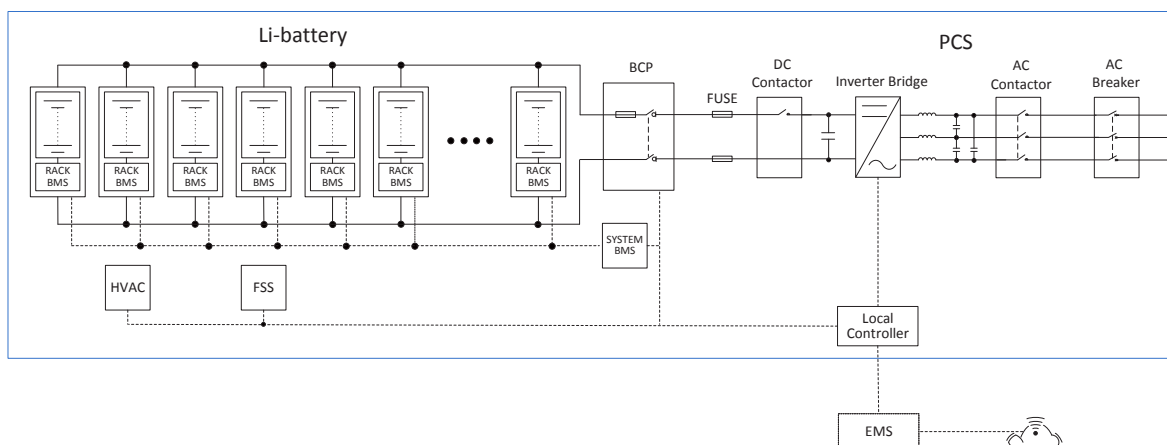 Li-battery
PCS
BCP
DC
Contactor
Inverter Bridge
AC
Contactor
AC
Breaker
FUSE
RACK
BMS
RACK
BMS
RACK
BMS
RACK
BMS
RACK
BMS
RACK
BMS
RACK
BMS
SYSTEM
BMS
HVAC
FSS
Local
Controller
EMS